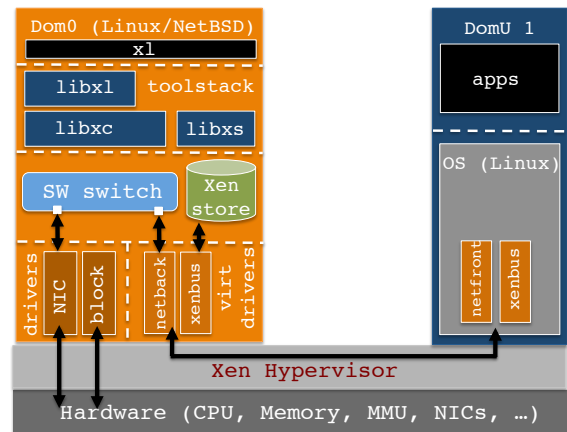 Dom0 (Linux/NetBSD)
xl
libxl
toolstack
libxc
libxs
SW switch
Xen
store
drivers
NIC
block
netback
xenbus
virt
drivers
DomU 1
apps
OS (Linux)
netfront
xenbus
Xen Hypervisor
Hardware (CPU, Memory, MMU, NICs, …)